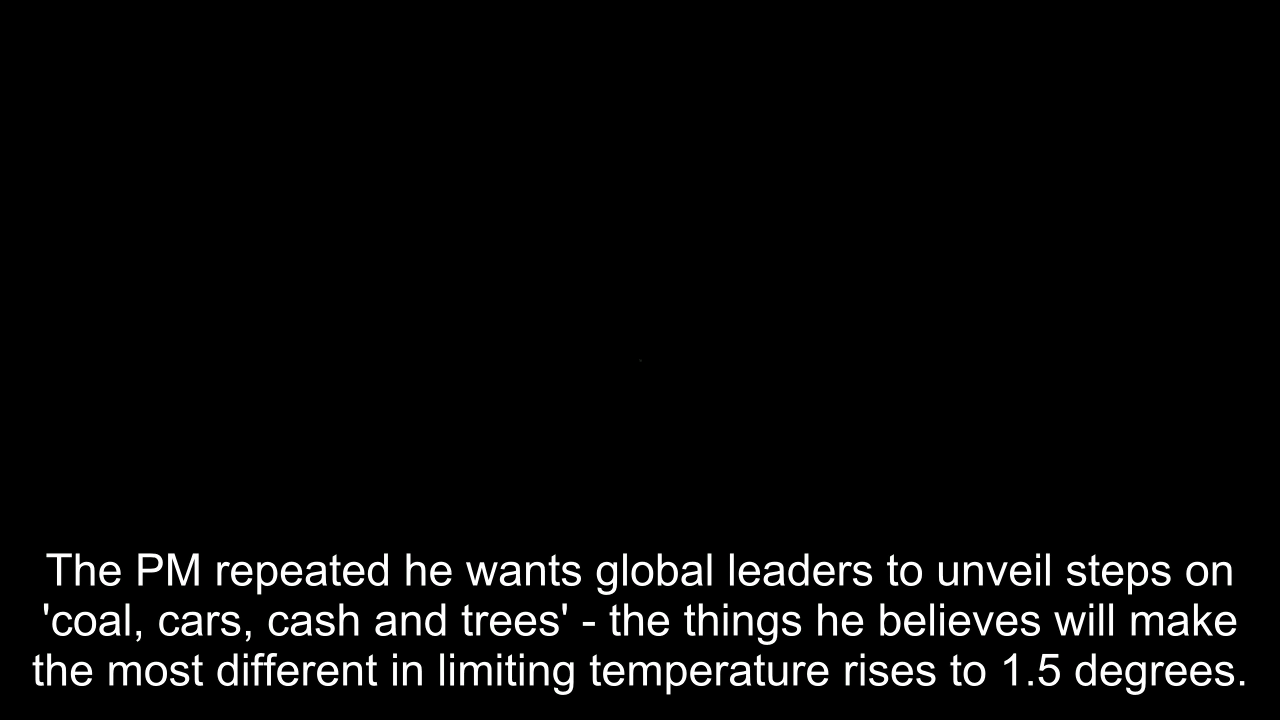 The PM repeated he wants global leaders to unveil steps on
'coal, cars, cash and trees' - the things he believes will make
the most different in limiting temperature rises to 1.5 degrees.